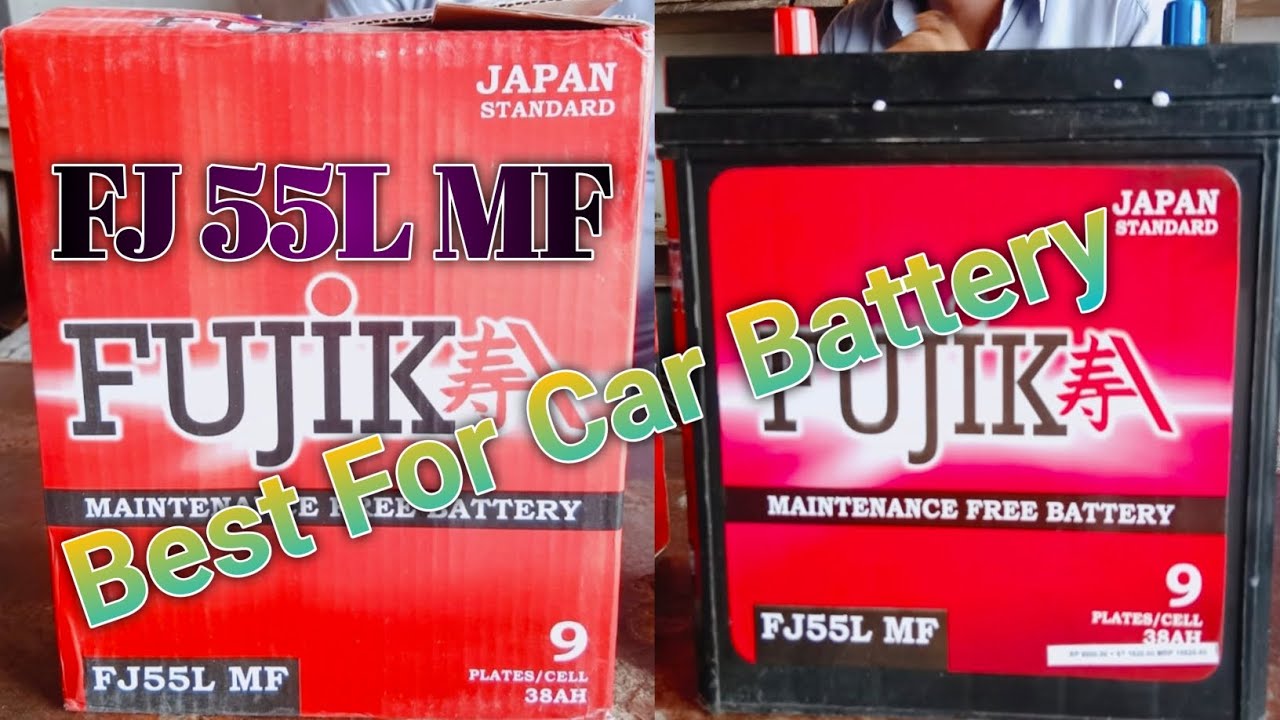 JAPAN
STANDARD
FJ 55L MF
FUJIK寿
MAINTENANCE FREE BATTERY
9
PLATES/CELL
38AH
FJ55L MF
Best For Car Battery
JAPAN
STANDARD
FUJIK寿
MAINTENANCE FREE BATTERY
9
PLATES/CELL
38AH
FJ55L MF